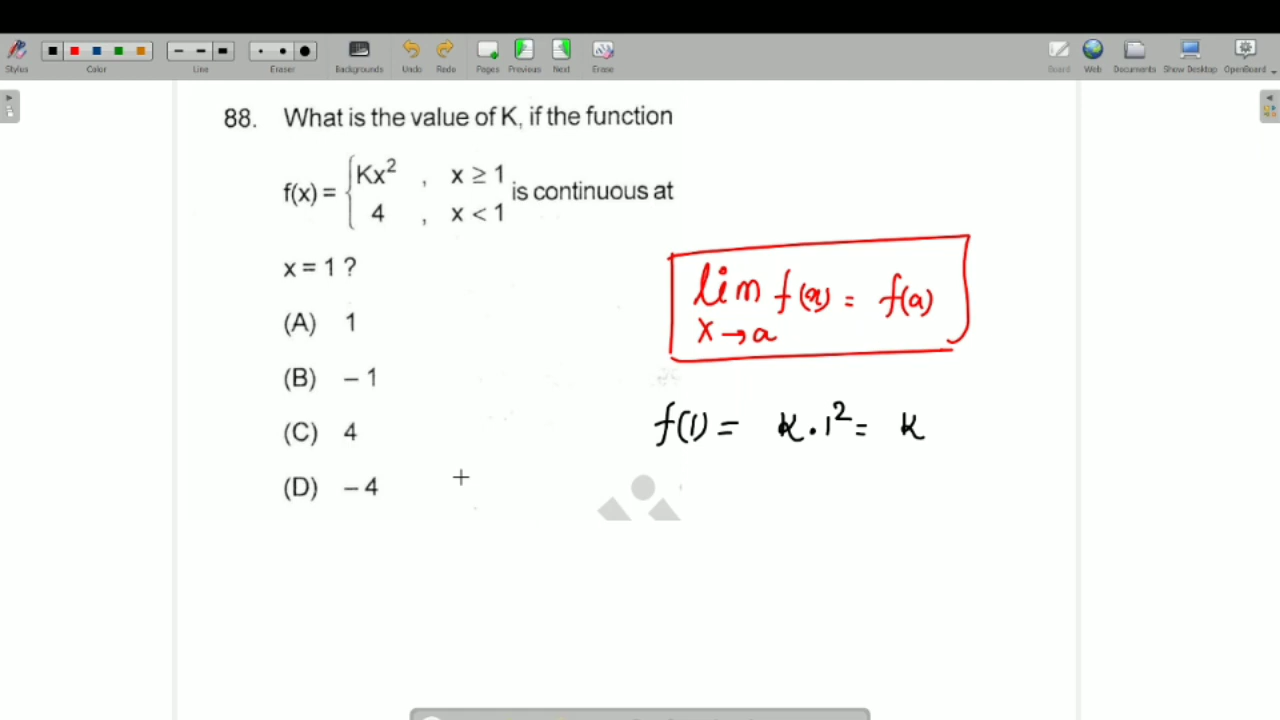 Styles Color Line Eraser Backgrounds Undo Redo Pages Previous Next Erase Board Web Documents Show Desktop OpenBoard
88. What is the value of K, if the function
f(x) = { Kx² , x ≥ 1
4 , x < 1 is continuous at
x = 1 ?
(A) 1
(B) – 1
(C) 4
(D) – 4
lim f(x) = f(a)
x → a
f(1) = k . 1² = k